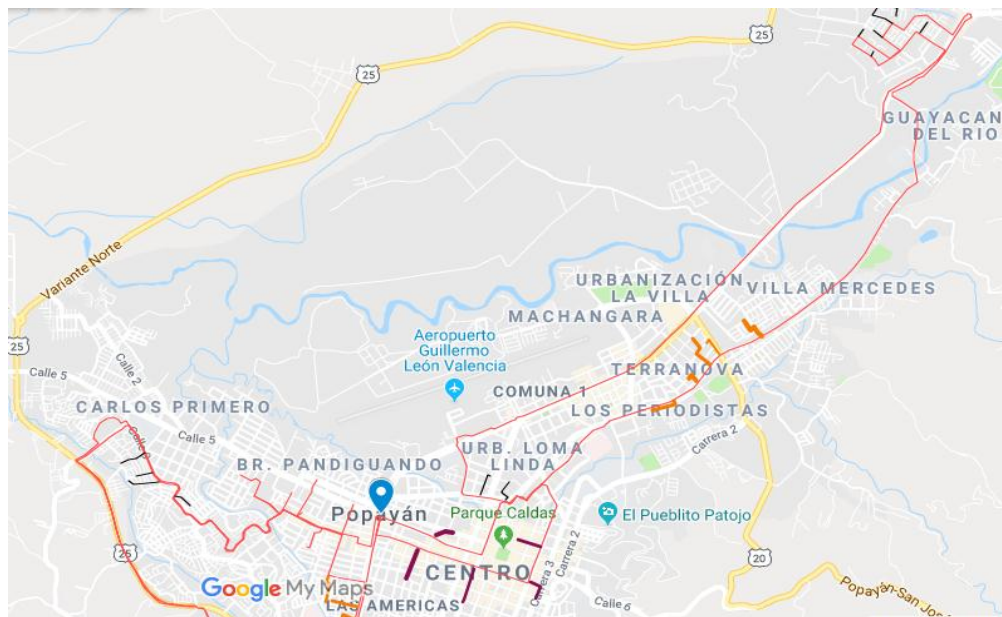 25
25
GUAYACAN
DEL RIO
Variante Norte
URBANIZACIÓN
LA VILLA
VILLA MERCEDES
MACHANGARA
Aeropuerto
Guillermo
León Valencia
25
Calle 5
Calle 2
TERRANOVA
COMUNA 1
CARLOS PRIMERO
LOS PERIODISTAS
Calle 5
Carrera 2
URB. LOMA
LINDA
BR. PANDIGUANDO
Popayán
Parque Caldas
El Pueblito Patojo
25
20
CENTRO
Carrera 3
Carrera 2
Google My Maps
LAS AMERICAS
Calle 6
Popayán-San Jos